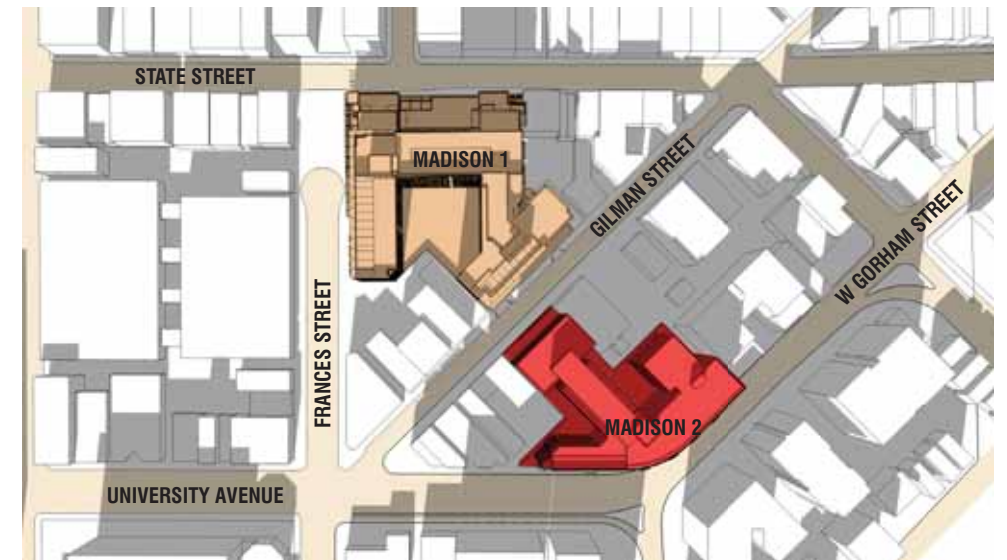 STATE STREET
MADISON 1
GILMAN STREET
W GORHAM STREET
FRANCES STREET
MADISON 2
UNIVERSITY AVENUE